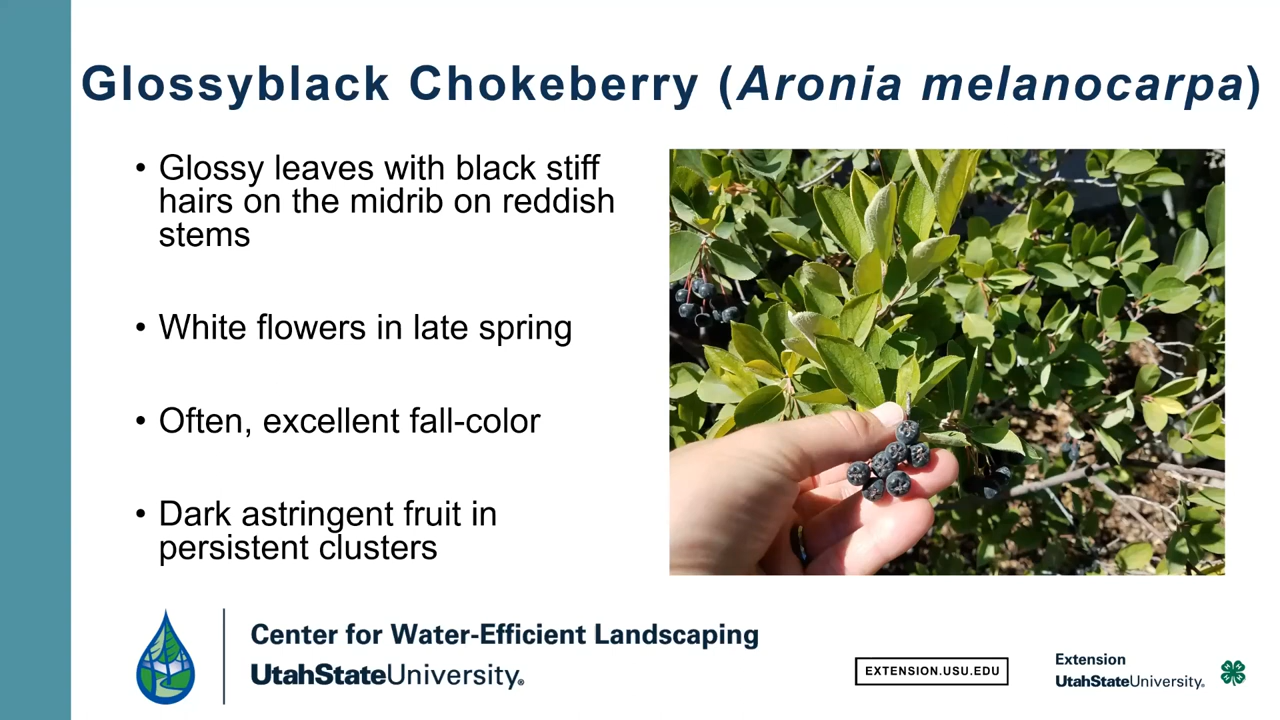 Glossyblack Chokeberry (Aronia melanocarpa)
• Glossy leaves with black stiff
hairs on the midrib on reddish
stems
• White flowers in late spring
• Often, excellent fall-color
• Dark astringent fruit in
persistent clusters
Center for Water-Efficient Landscaping
UtahStateUniversity®
EXTENSION.USU.EDU
Extension
UtahStateUniversity®